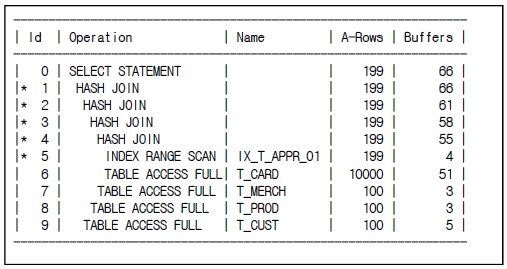 | Id | Operation | Name | A-Rows | Buffers |
| 0 | SELECT STATEMENT | | 199 | 66 |
|* 1 | HASH JOIN | | 199 | 66 |
|* 2 | HASH JOIN | | 199 | 61 |
|* 3 | HASH JOIN | | 199 | 58 |
|* 4 | HASH JOIN | | 199 | 55 |
|* 5 | INDEX RANGE SCAN | IX_T_APPR_01 | 199 | 4 |
| 6 | TABLE ACCESS FULL| T_CARD | 10000 | 51 |
| 7 | TABLE ACCESS FULL | T_MERCH | 100 | 3 |
| 8 | TABLE ACCESS FULL | T_PROD | 100 | 3 |
| 9 | TABLE ACCESS FULL | T_CUST | 100 | 5 |